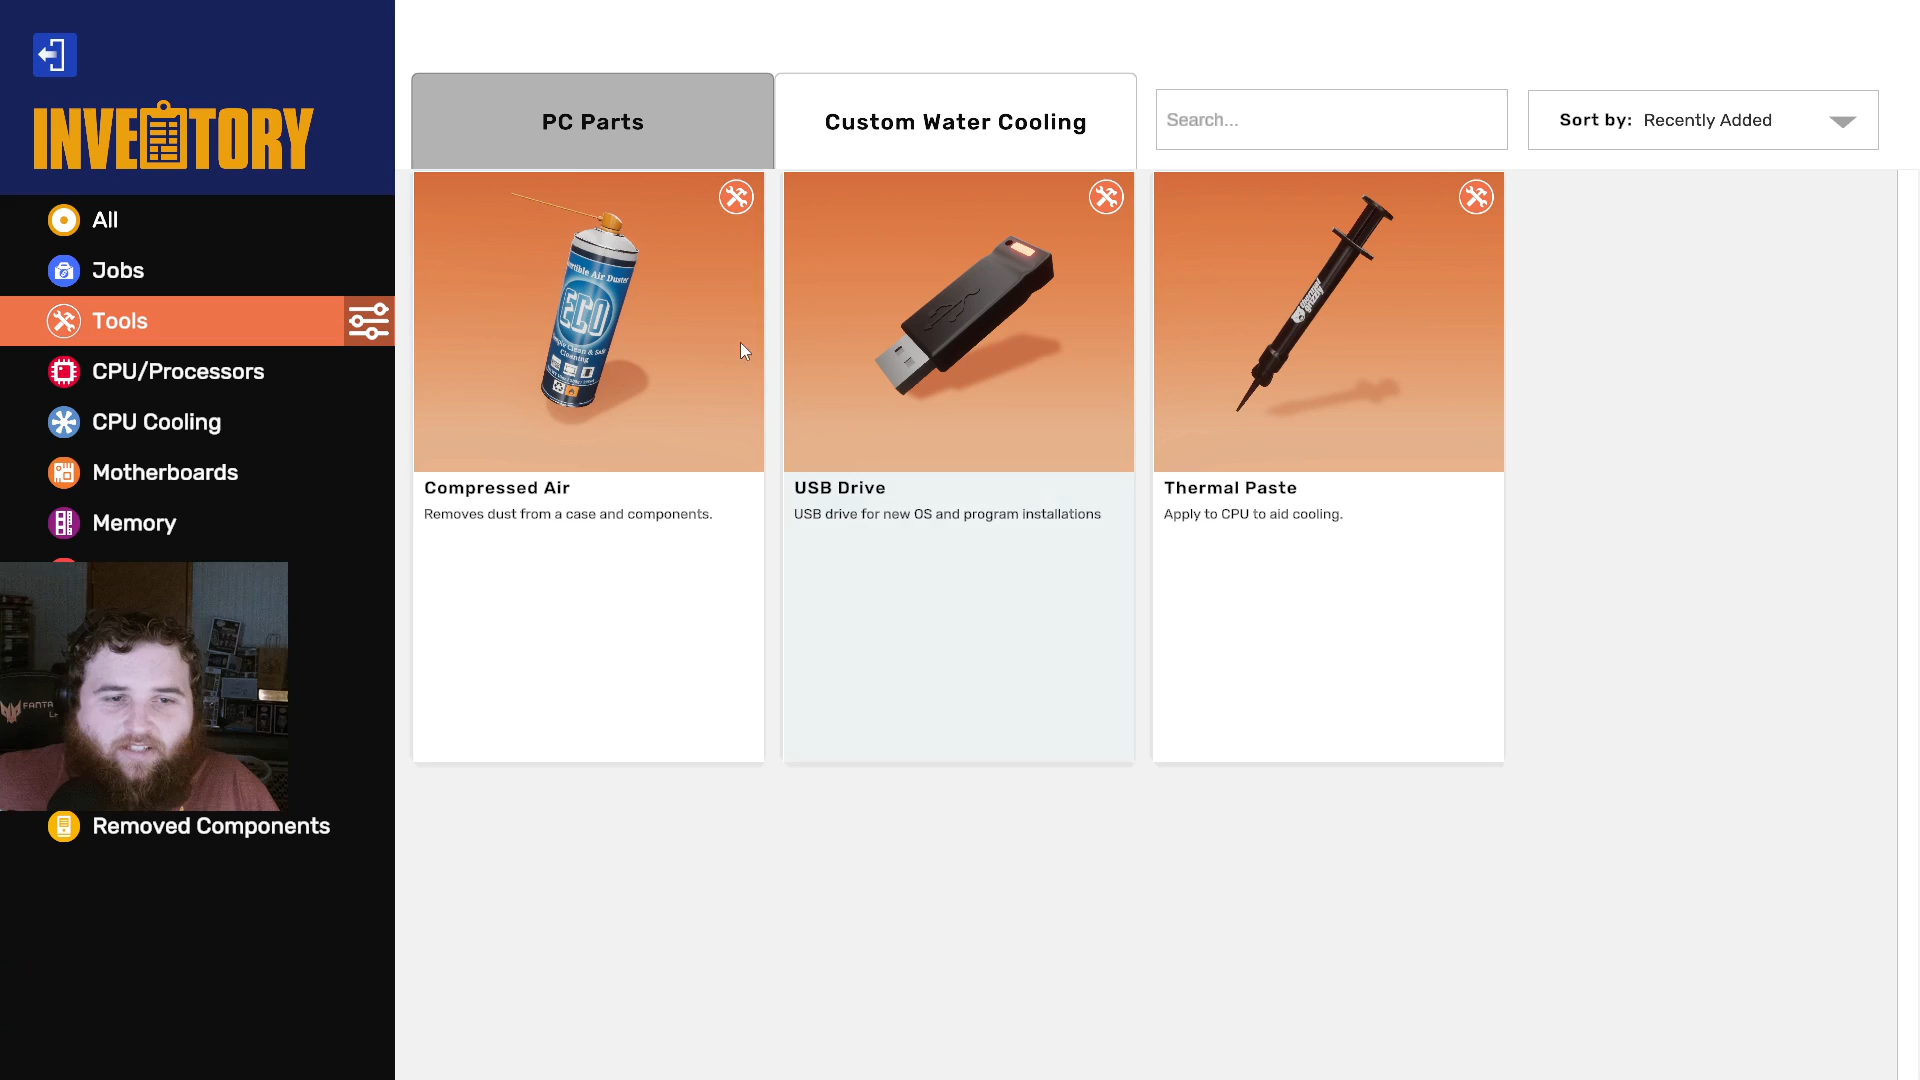 INVENTORY
All
Jobs
Tools
CPU/Processors
CPU Cooling
Motherboards
Memory
Removed Components
PC Parts
Custom Water Cooling
Search...
Sort by: Recently Added
ECO
Compressed Air
Removes dust from a case and components.
USB Drive
USB drive for new OS and program installations
Thermal Paste
Apply to CPU to aid cooling.
FANTA